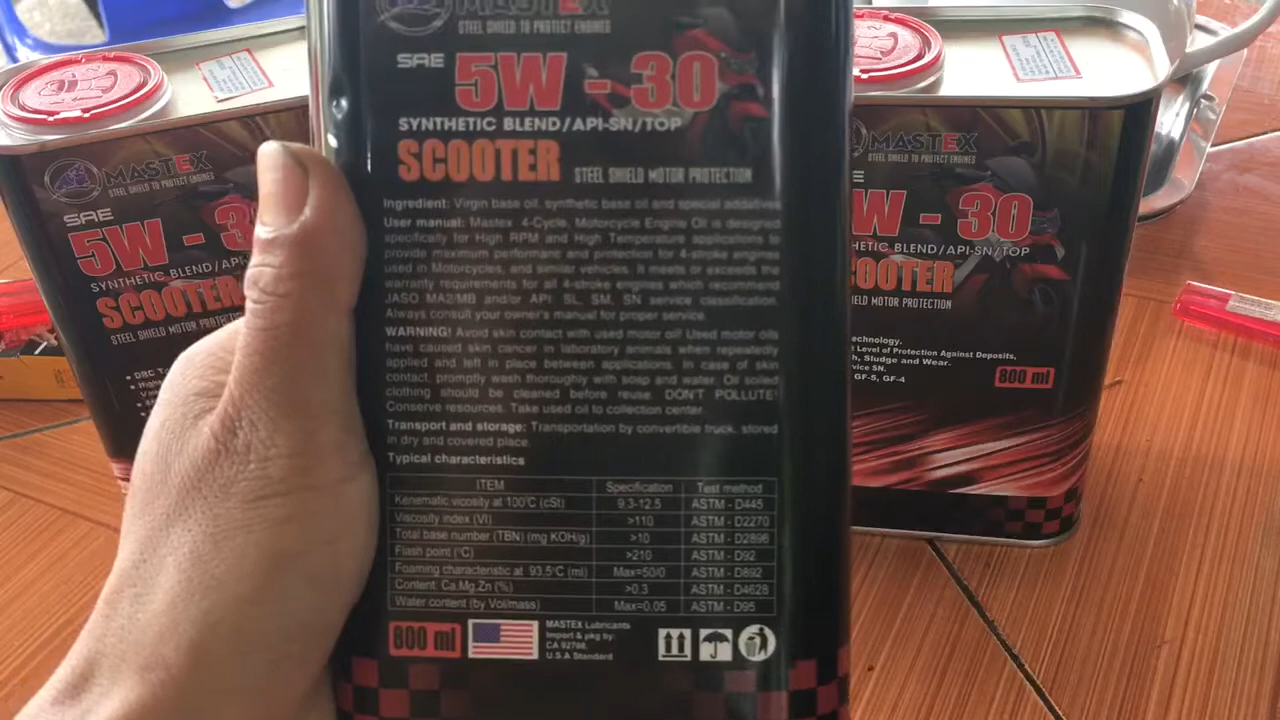 MASTEX
STEEL SHIELD TO PROTECT ENGINES
SAE
5W - 30
SYNTHETIC BLEND/API-SN/TOP
SCOOTER STEEL SHIELD MOTOR PROTECTION
Ingredient: Virgin base oil, synthetic base oil and special additives
User manual: Mastex 4-Cycle, Motorcycle Engine Oil is designed
specifically for High RPM and High Temperature applications to
provide maximum performanc and protection for 4-stroke engines
used in Motorcycles, and similar vehicles. It meets or exceeds the
warranty requirements for all 4-stroke engines which recommend
JASO MA2/MB and/or API SL, SM, SN service classification.
Always consult your owner's manual for proper service.
WARNING! Avoid skin contact with used motor oil! Used motor oils
have caused skin cancer in laboratory animals when repeatedly
applied and left in place between applications. In case of skin
contact, promptly wash thoroughly with soap and water. Oil soiled
clothing should be cleaned before reuse. DON'T POLLUTE!
Conserve resources. Take used oil to collection center.
Transport and storage: Transportation by convertible truck, stored
in dry and covered place.
Typical characteristics
ITEM Specification Test method
Kenematic vicosity at 100°C (cSt) 9.3-12.5 ASTM - D445
Viscosity index (VI) >110 ASTM - D2270
Total base number (TBN) (mg KOH/g) >10 ASTM - D2896
Flash point (°C) >210 ASTM - D92
Foaming characteristic at 93.5°C (ml) Max=50/0 ASTM - D892
Content: Ca,Mg,Zn (%) >0.3 ASTM - D4628
Water content (by Vol/mass) Max=0.05 ASTM - D95
800 ml
MASTEX Lubricants
Import & pkg by:
CA 92798,
U.S.A Standard
MASTEX
STEEL SHIELD TO PROTECT ENGINES
SAE
5W - 3
SYNTHETIC BLEND/API-
SCOOTER
STEEL SHIELD MOTOR PROTECTION
MASTEX
STEEL SHIELD TO PROTECT ENGINES
W - 30
HETIC BLEND/API-SN/TOP
COOTER
IELD MOTOR PROTECTION
echnology.
t Level of Protection Against Deposits,
h, Sludge and Wear.
rvice SN.
GF-5, GF-4
800 ml